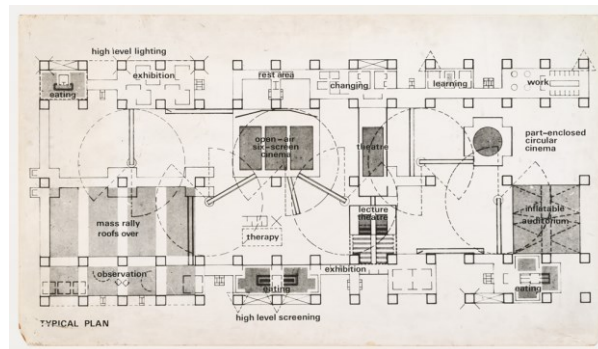 high level lighting
exhibition
eating
rest area
changing
learning
work
open-air
six-screen
cinema
theatre
part-enclosed
circular
cinema
mass rally
roofs over
therapy
lecture
theatre
inflatable
auditorium
observation
eating
exhibition
eating
high level screening
TYPICAL PLAN